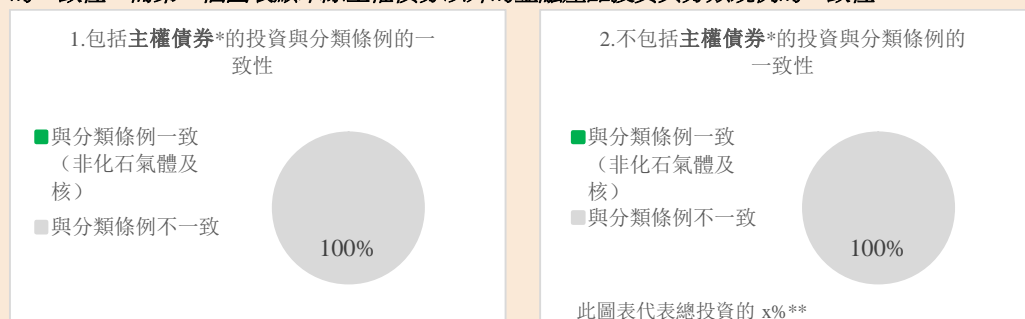 1.包括主權債券*的投資與分類條例的一
致性
與分類條例一致
（非化石氣體及
核）
與分類條例不一致
100%
2.不包括主權債券*的投資與分類條例的
一致性
與分類條例一致
（非化石氣體及
核）
與分類條例不一致
100%
此圖表代表總投資的 x%**